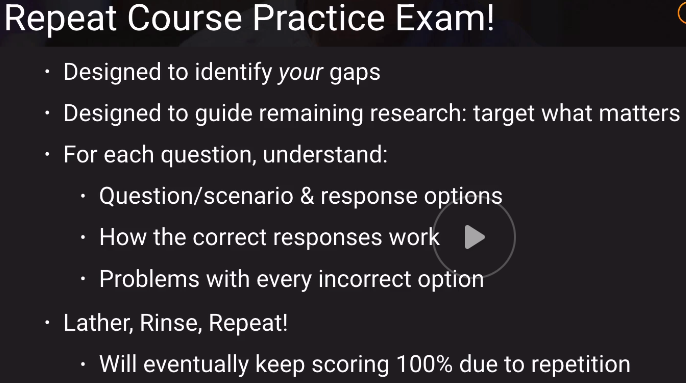 Repeat Course Practice Exam!
· Designed to identify your gaps
· Designed to guide remaining research: target what matters
· For each question, understand:
· Question/scenario & response options
· How the correct responses work
· Problems with every incorrect option
· Lather, Rinse, Repeat!
· Will eventually keep scoring 100% due to repetition